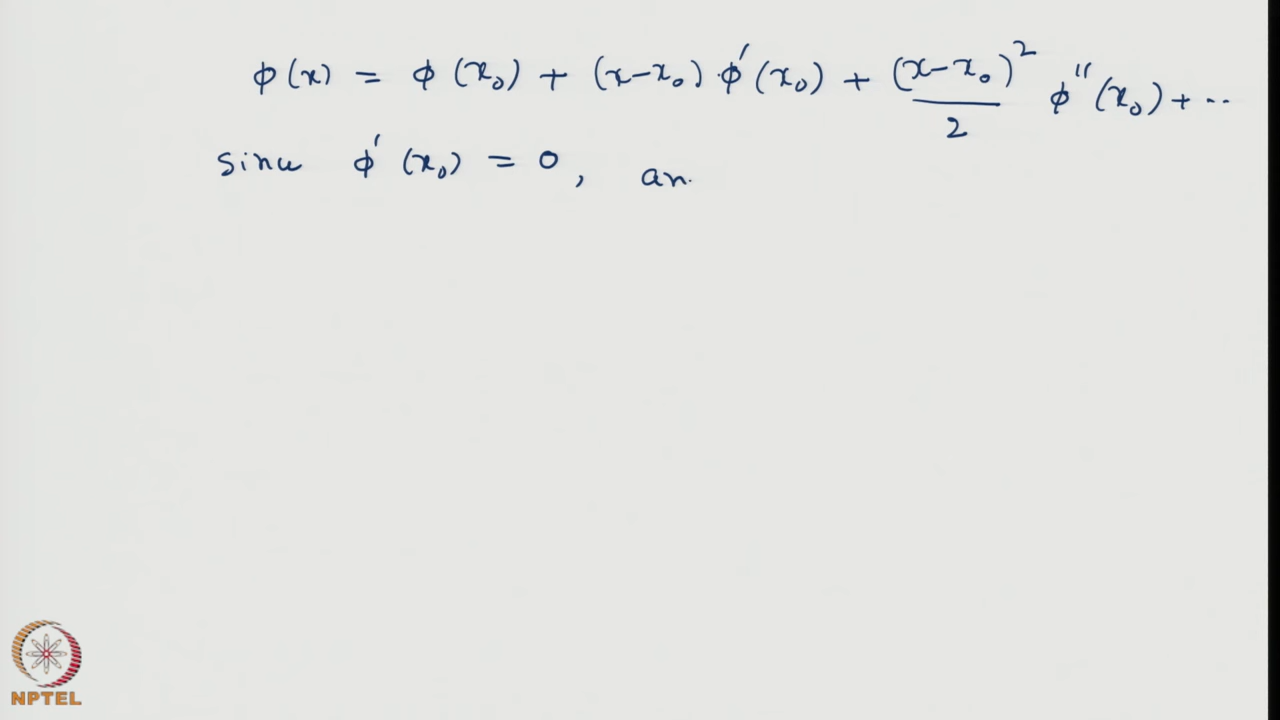 ϕ(x) = ϕ(x₀) + (x-x₀)·ϕ′(x₀) + (x-x₀)²/2 ϕ″(x₀) + ..
since ϕ′(x₀) = 0, an
NPTEL